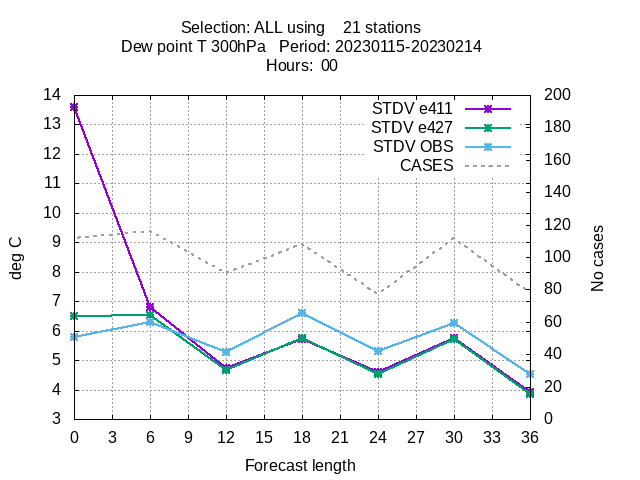 Selection: ALL using    21 stations
Dew point T 300hPa   Period: 20230115-20230214
Hours:  00
STDV e411
STDV e427
STDV OBS
CASES
14
13
12
11
10
9
8
7
6
5
4
3
deg C
200
180
160
140
120
100
80
60
40
20
0
No cases
0 3 6 9 12 15 18 21 24 27 30 33 36
Forecast length